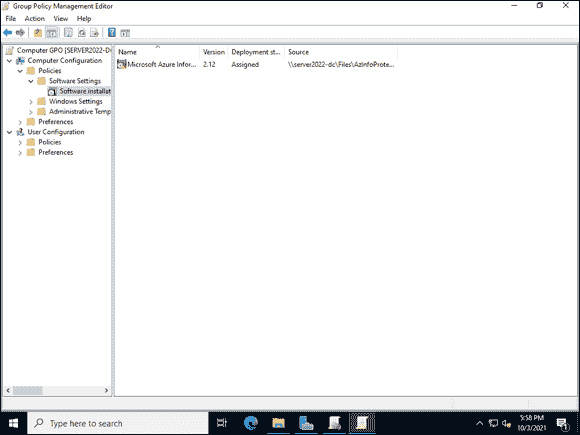 Group Policy Management Editor
File Action View Help
Computer GPO [SERVER2022-DC
Computer Configuration
Policies
Software Settings
Software installat
Windows Settings
Administrative Temp
Preferences
User Configuration
Policies
Preferences
Name Version Deployment st... Source
Microsoft Azure Infor... 2.12 Assigned \\server2022-dc\Files\AzInfoProte...
Type here to search
5:58 PM
10/3/2021
1